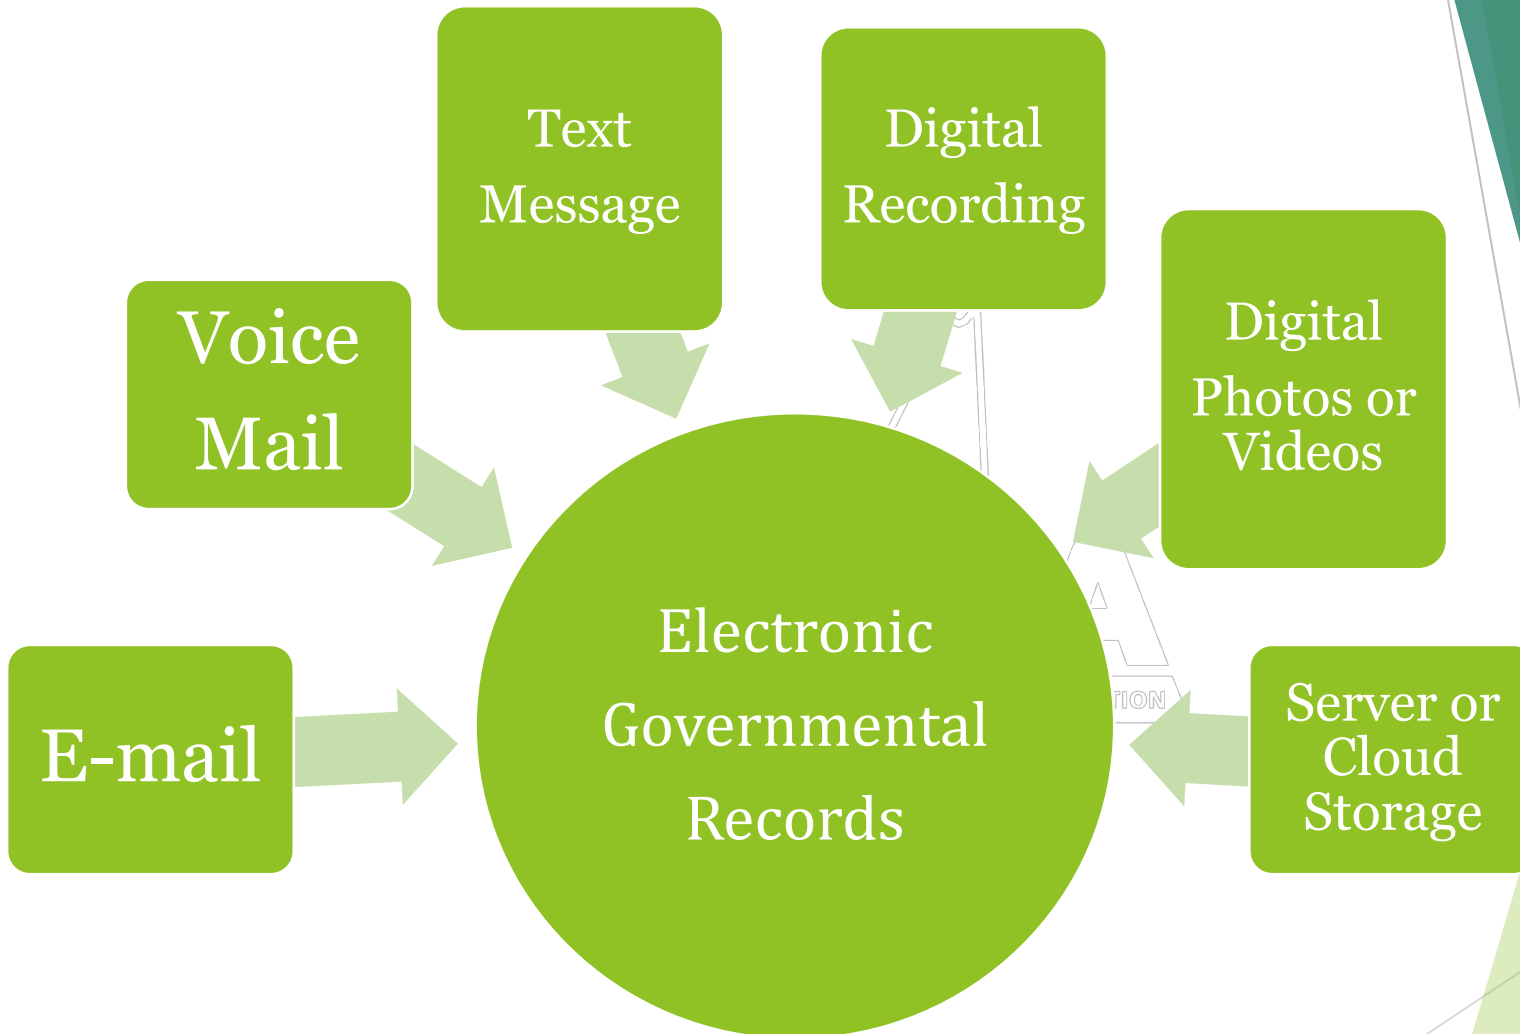 Text
Message
Digital
Recording
Voice
Mail
Digital
Photos or
Videos
E-mail
Electronic
Governmental
Records
Server or
Cloud
Storage